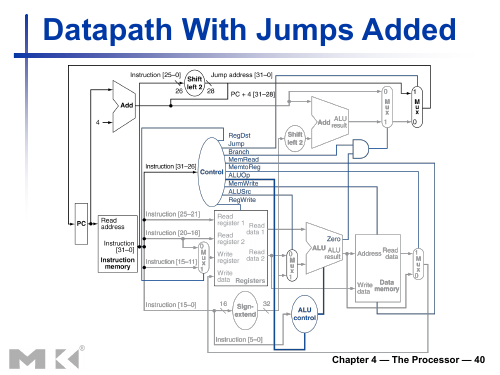 Datapath With Jumps Added
Instruction [25–0]
Shift
left 2
Jump address [31–0]
26
28
PC + 4 [31–28]
Add
4
0
M
u
x
1
1
M
u
x
0
Add
ALU
result
Shift
left 2
RegDst
Jump
Branch
MemRead
MemtoReg
ALUOp
MemWrite
ALUSrc
RegWrite
Instruction [31–26]
Control
PC
Read
address
Instruction
[31–0]
Instruction
memory
Instruction [25–21]
Instruction [20–16]
Instruction [15–11]
0
M
u
x
1
Read
register 1
Read
register 2
Write
register
Write
data
Read
data 1
Read
data 2
Registers
0
M
u
x
1
Zero
ALU
ALU
result
Address
Read
data
Write
data
Data
memory
1
M
u
x
0
Instruction [15–0]
16
Sign-
extend
32
ALU
control
Instruction [5–0]
MK®
Chapter 4 — The Processor — 40